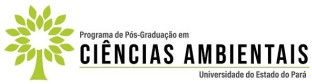 Programa de Pós-Graduação em
CIÊNCIAS AMBIENTAIS
Universidade do Estado do Pará